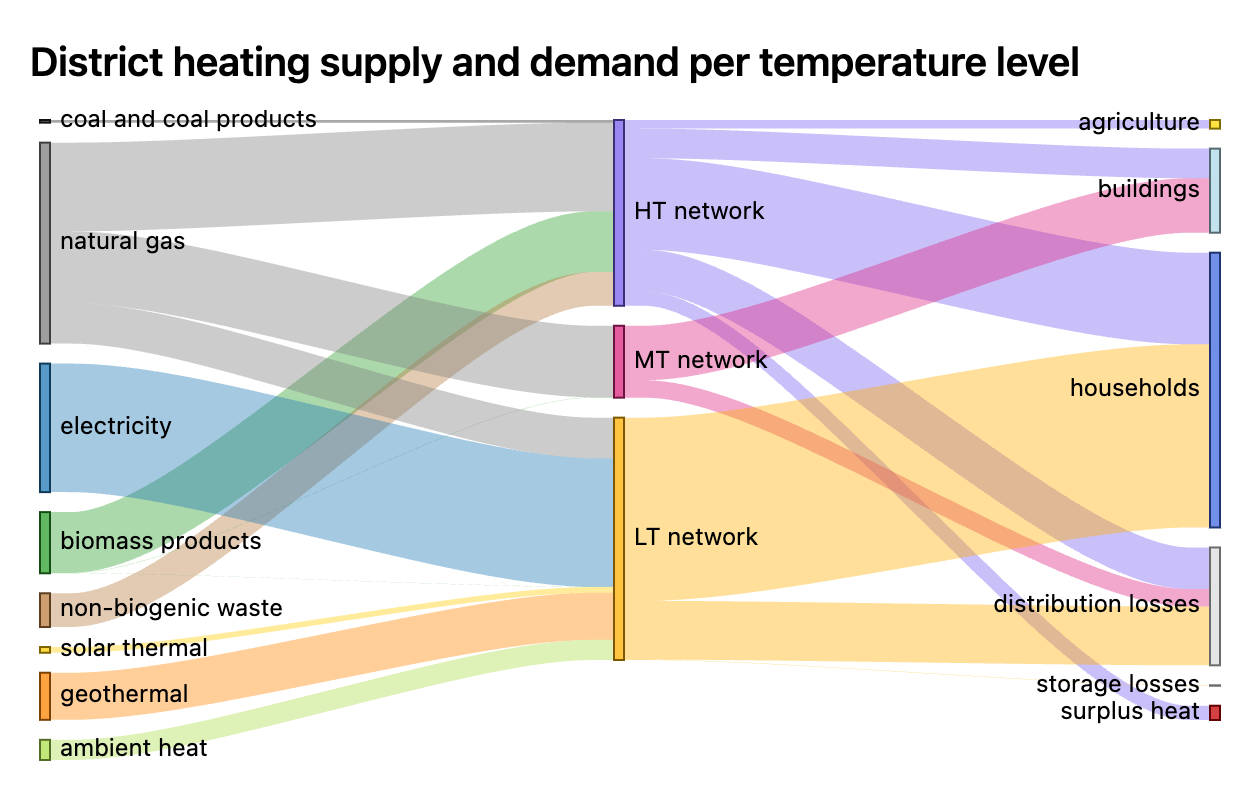 District heating supply and demand per temperature level
coal and coal products
natural gas
electricity
biomass products
non-biogenic waste
solar thermal
geothermal
ambient heat
HT network
MT network
LT network
agriculture
buildings
households
distribution losses
storage losses
surplus heat